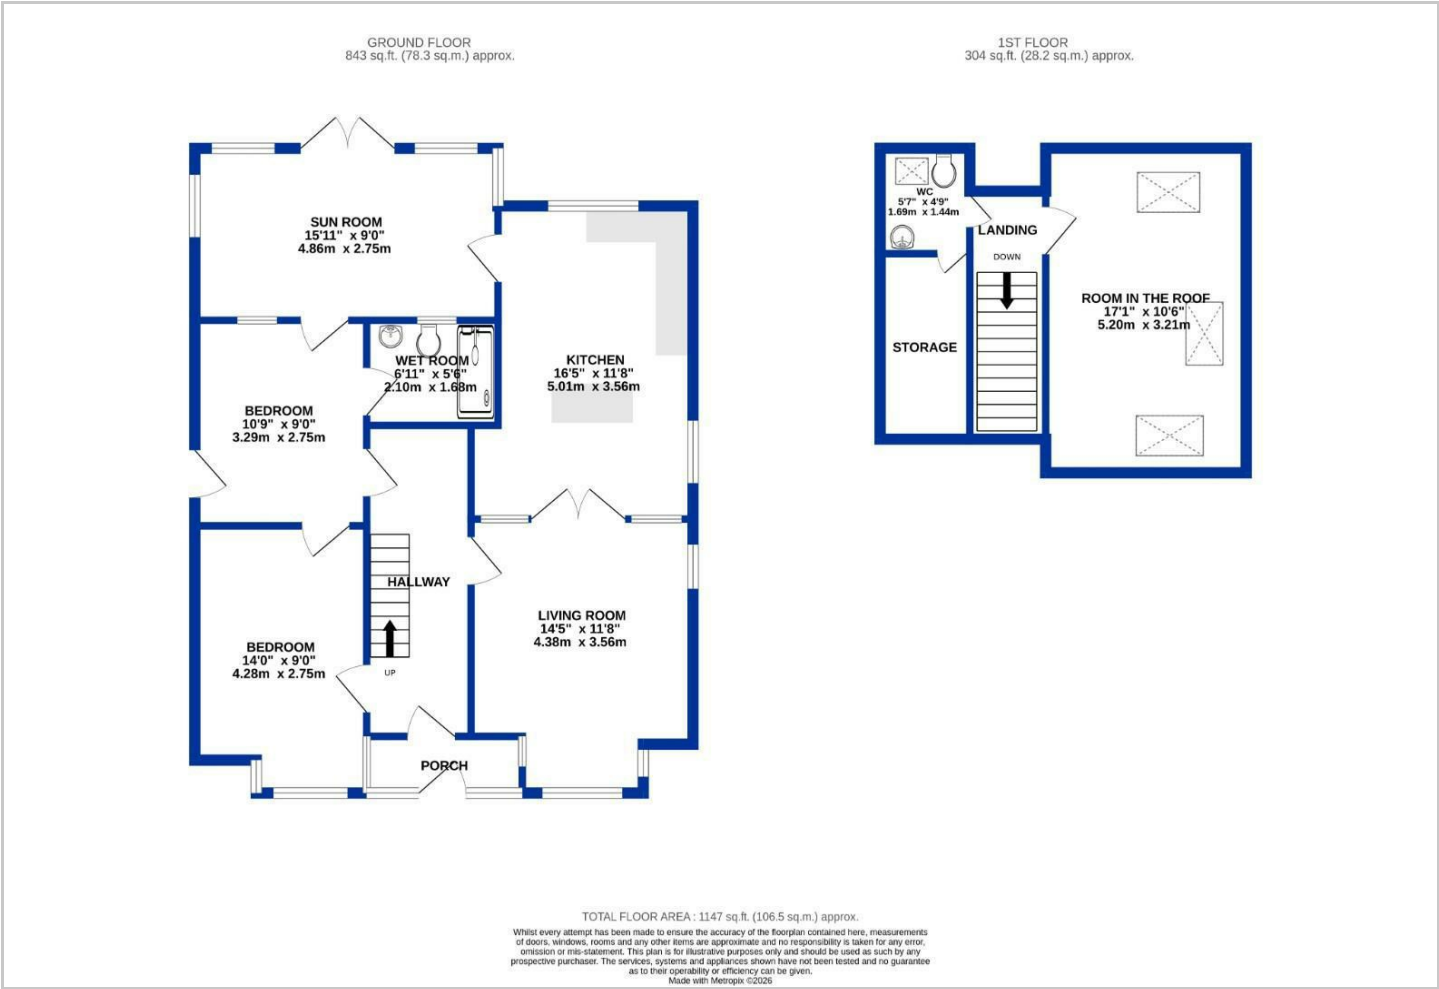 GROUND FLOOR
843 sq.ft. (78.3 sq.m.) approx.
1ST FLOOR
304 sq.ft. (28.2 sq.m.) approx.
SUN ROOM
15'11" x 9'0"
4.86m x 2.75m
WET ROOM
6'11" x 5'6"
2.10m x 1.68m
KITCHEN
16'5" x 11'8"
5.01m x 3.56m
BEDROOM
10'9" x 9'0"
3.29m x 2.75m
HALLWAY
UP
LIVING ROOM
14'5" x 11'8"
4.38m x 3.56m
BEDROOM
14'0" x 9'0"
4.28m x 2.75m
PORCH
WC
5'7" x 4'9"
1.69m x 1.44m
LANDING
DOWN
STORAGE
ROOM IN THE ROOF
17'1" x 10'6"
5.20m x 3.21m
TOTAL FLOOR AREA : 1147 sq.ft. (106.5 sq.m.) approx.
Whilst every attempt has been made to ensure the accuracy of the floorplan contained here, measurements
of doors, windows, rooms and any other items are approximate and no responsibility is taken for any error,
omission or mis-statement. This plan is for illustrative purposes only and should be used as such by any
prospective purchaser. The services, systems and appliances shown have not been tested and no guarantee
as to their operability or efficiency can be given.
Made with Metropix ©2026